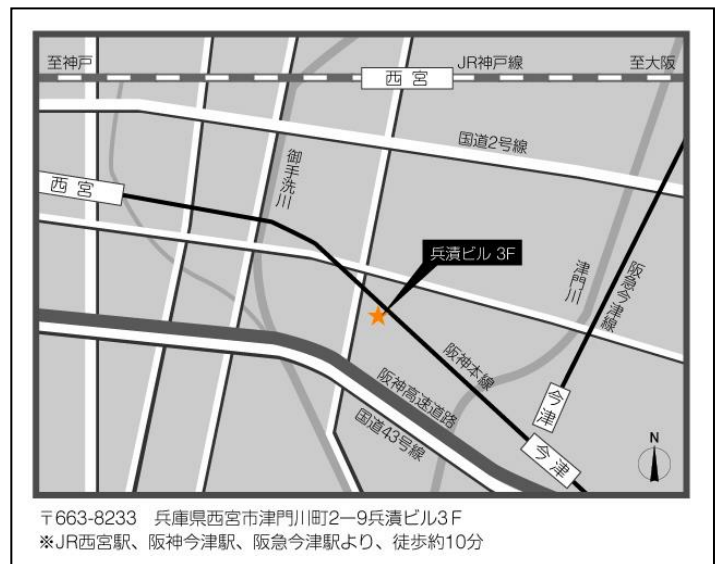 至神戸
JR神戸線
至大阪
西宮
国道2号線
御手洗川
西宮
兵漬ビル 3F
津門川
阪急今津線
阪神本線
阪神高速道路
国道43号線
今津
今津
N
〒663-8233　兵庫県西宮市津門川町2ー9兵漬ビル3F
※JR西宮駅、阪神今津駅、阪急今津駅より、徒歩約10分